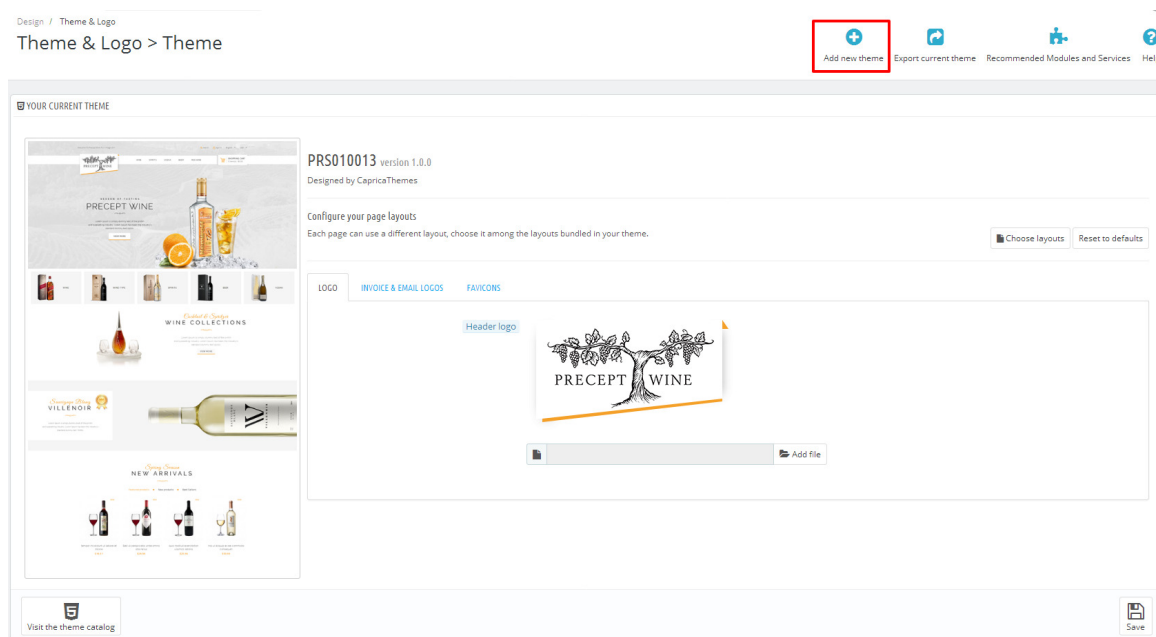 Design / Theme & Logo
Theme & Logo > Theme
Add new theme
Export current theme
Recommended Modules and Services
Hel
YOUR CURRENT THEME
PRECEPT WINE
WINE COLLECTIONS
VILLENOIR
NEW ARRIVALS
PRS010013 version 1.0.0
Designed by CapricaThemes
Configure your page layouts
Each page can use a different layout, choose it among the layouts bundled in your theme.
Choose layouts
Reset to defaults
LOGO
INVOICE & EMAIL LOGOS
FAVICONS
Header logo
PRECEPT WINE
Add file
Visit the theme catalog
Save